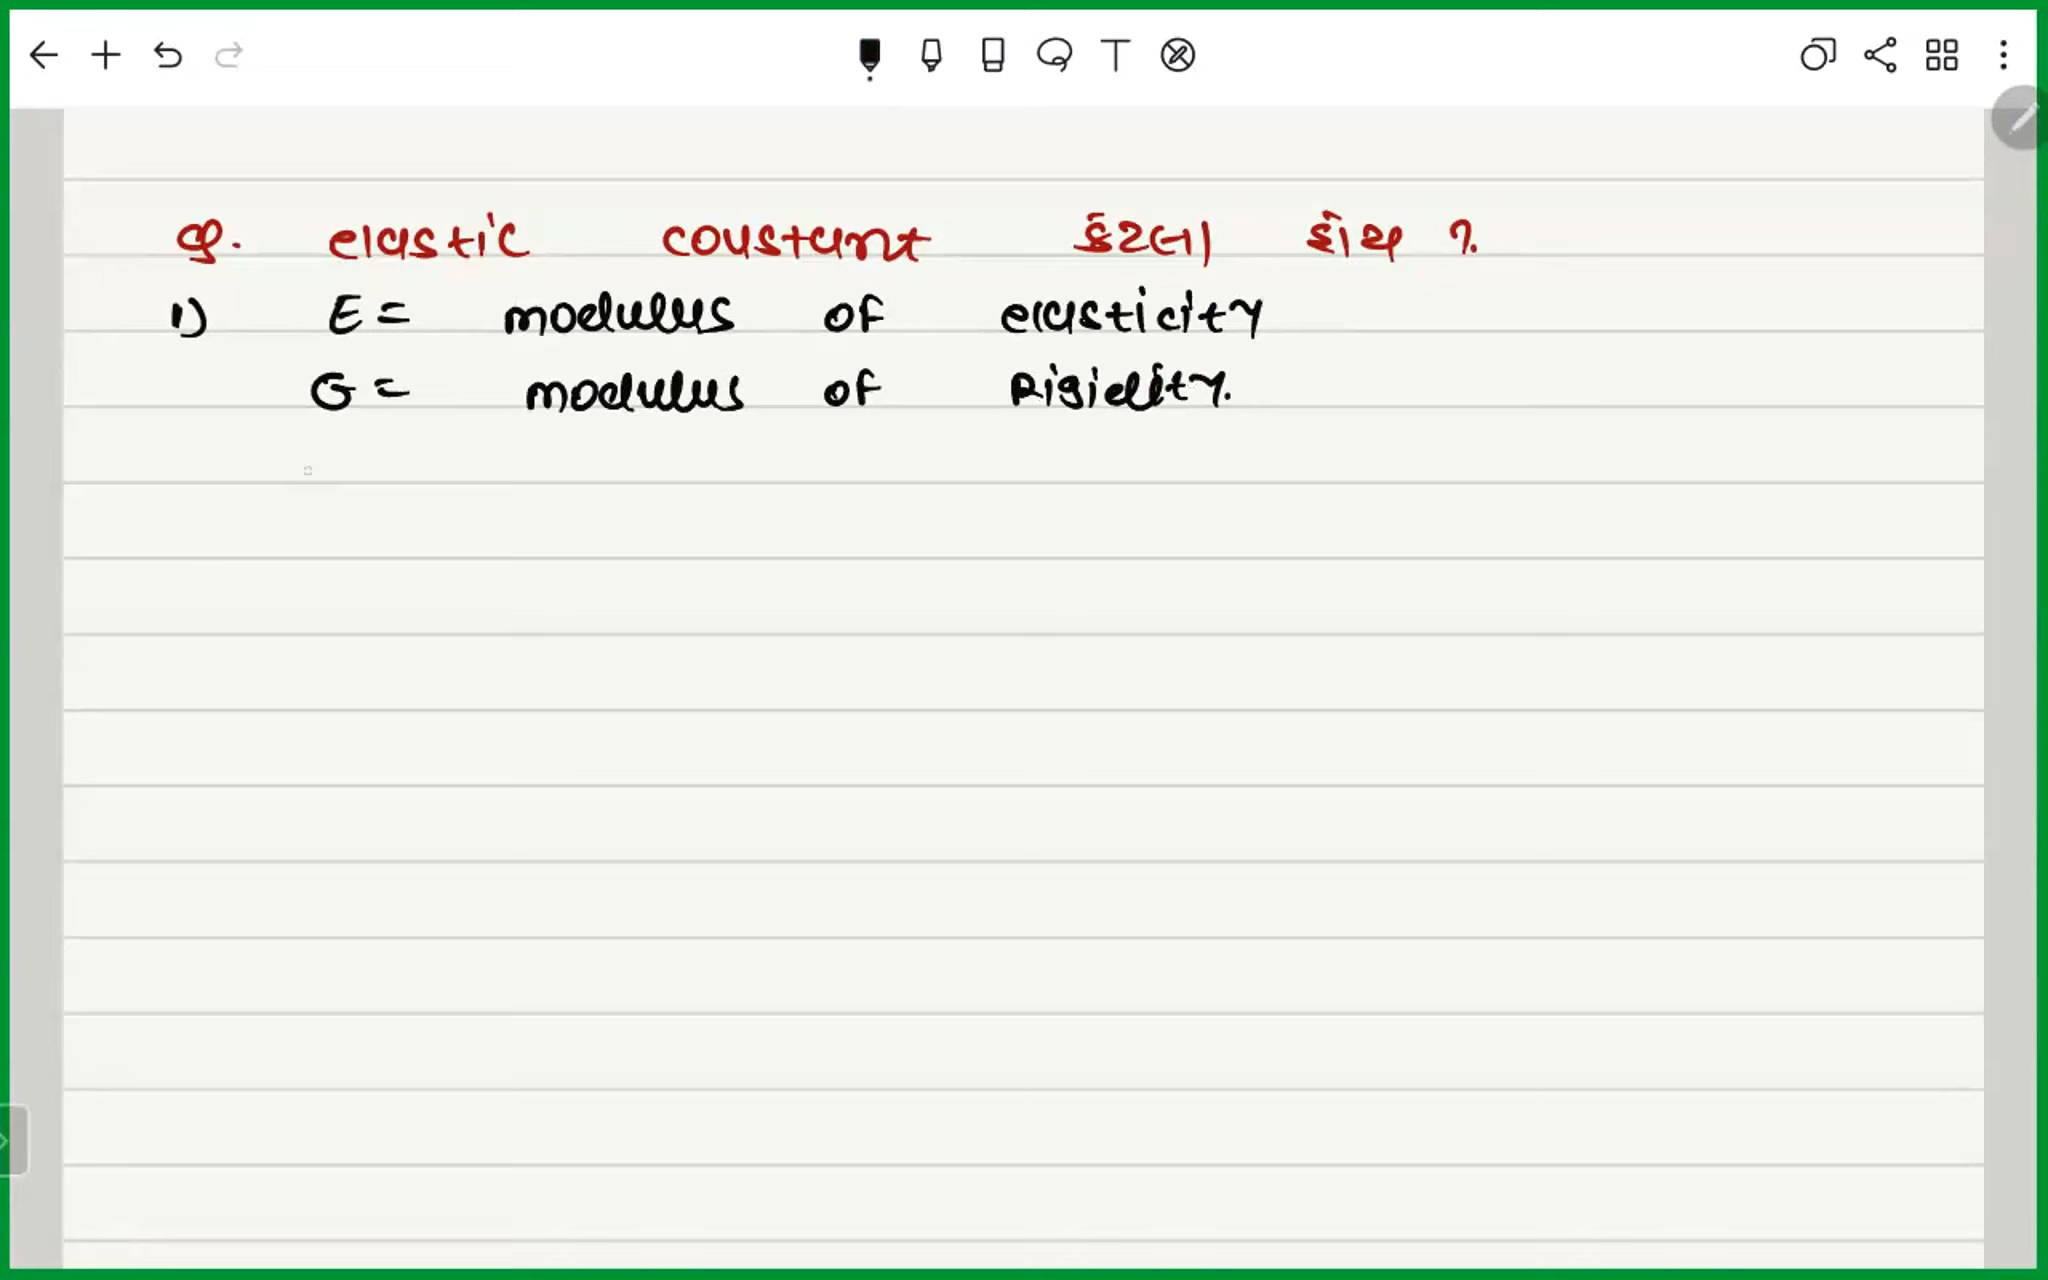 Q. elastic constant કેટલા હોય ?
1) E = modulus of elasticity
G = modulus of Rigidity.